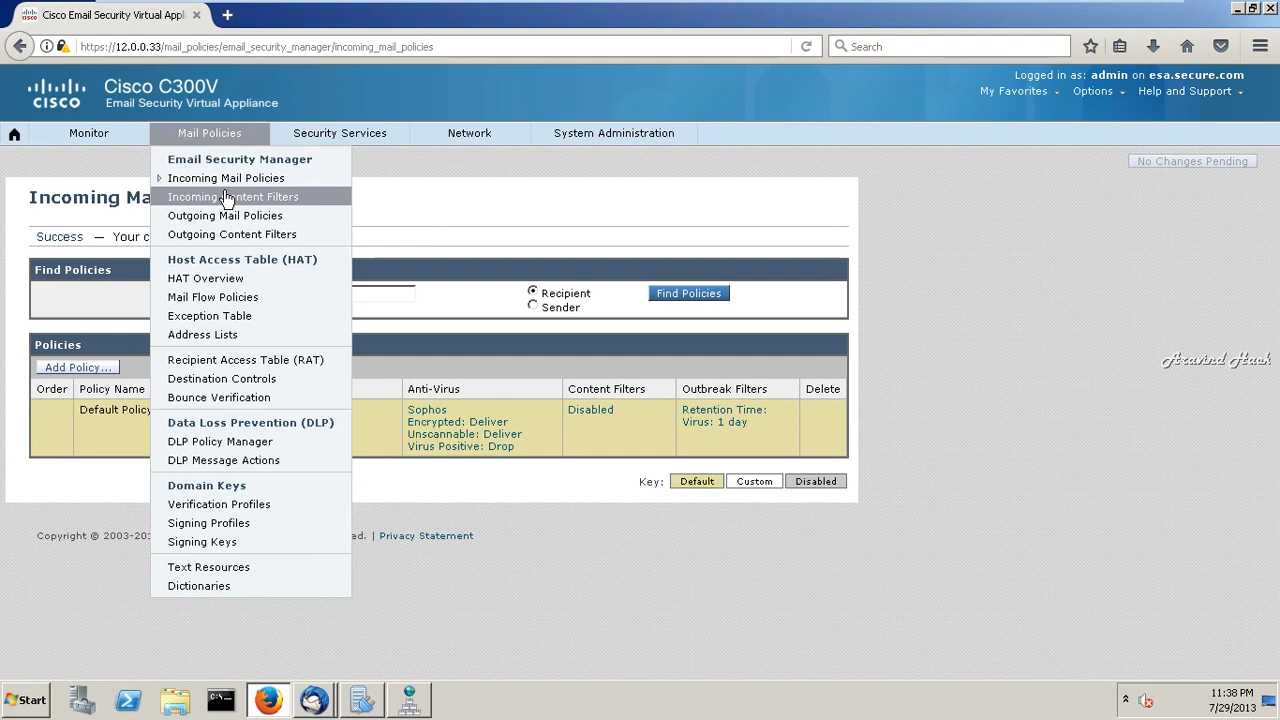 Cisco Email Security Virtual Appli
https://12.0.0.33/mail_policies/email_security_manager/incoming_mail_policies
Search
CISCO
Cisco C300V
Email Security Virtual Appliance
Logged in as: admin on esa.secure.com
My Favorites Options Help and Support
Monitor Mail Policies Security Services Network System Administration
No Changes Pending
Email Security Manager
Incoming Mail Policies
Incoming Content Filters
Outgoing Mail Policies
Outgoing Content Filters
Host Access Table (HAT)
HAT Overview
Mail Flow Policies
Exception Table
Address Lists
Recipient Access Table (RAT)
Destination Controls
Bounce Verification
Data Loss Prevention (DLP)
DLP Policy Manager
DLP Message Actions
Domain Keys
Verification Profiles
Signing Profiles
Signing Keys
Text Resources
Dictionaries
Incoming Ma
Success — Your c
Find Policies
Recipient
Sender
Find Policies
Policies
Add Policy...
Order Policy Name Anti-Virus Content Filters Outbreak Filters Delete
Default Policy
Sophos
Encrypted: Deliver
Unscannable: Deliver
Virus Positive: Drop
Disabled
Retention Time:
Virus: 1 day
Key: Default Custom Disabled
Copyright © 2003-20 ed. | Privacy Statement
Aravind Hack
Start
C:\
11:38 PM
7/29/2013